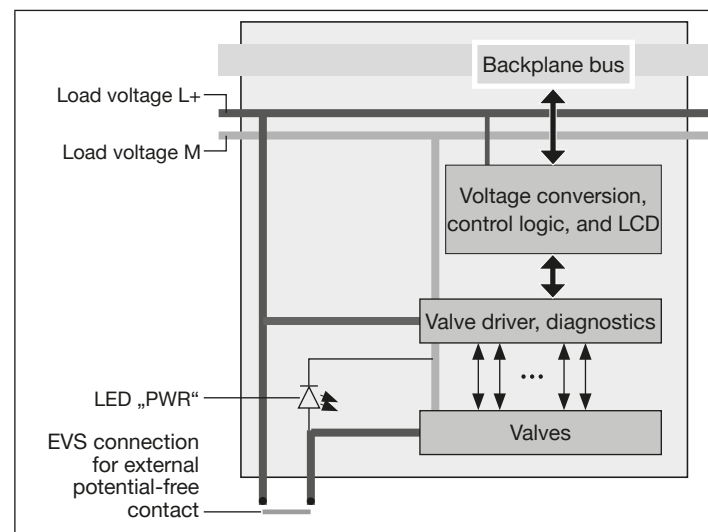 Backplane bus
Load voltage L+
Load voltage M
Voltage conversion,
control logic, and LCD
Valve driver, diagnostics
...
LED „PWR“
Valves
EVS connection
for external
potential-free
contact